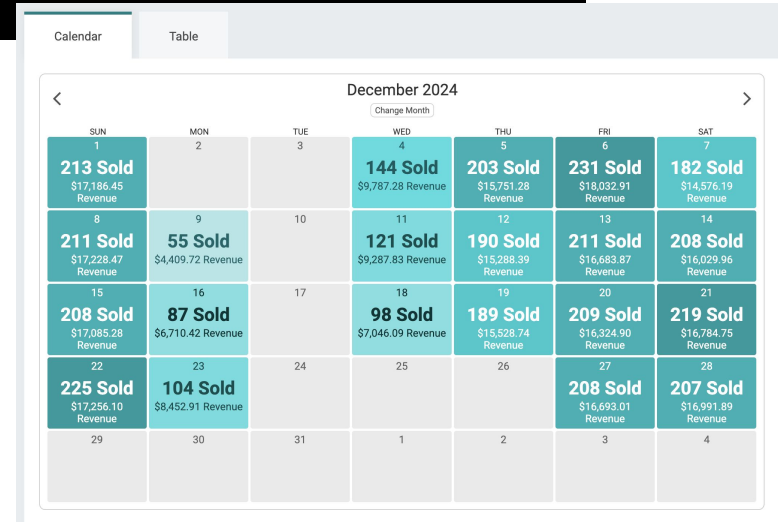 Calendar Table
December 2024
Change Month
SUN MON TUE WED THU FRI SAT
1 2 3 4 5 6 7
213 Sold 144 Sold 203 Sold 231 Sold 182 Sold
$17,186.45 $9,787.28 Revenue $15,751.28 $18,032.91 $14,576.19
Revenue Revenue Revenue Revenue
8 9 10 11 12 13 14
211 Sold 55 Sold 121 Sold 190 Sold 211 Sold 208 Sold
$17,228.47 $4,409.72 Revenue $9,287.83 Revenue $15,288.39 $16,683.87 $16,029.96
Revenue Revenue Revenue Revenue
15 16 17 18 19 20 21
208 Sold 87 Sold 98 Sold 189 Sold 209 Sold 219 Sold
$17,085.28 $6,710.42 Revenue $7,046.09 Revenue $15,528.74 $16,324.90 $16,784.75
Revenue Revenue Revenue Revenue
22 23 24 25 26 27 28
225 Sold 104 Sold 208 Sold 207 Sold
$17,256.10 $8,452.91 Revenue $16,693.01 $16,991.89
Revenue Revenue Revenue
29 30 31 1 2 3 4